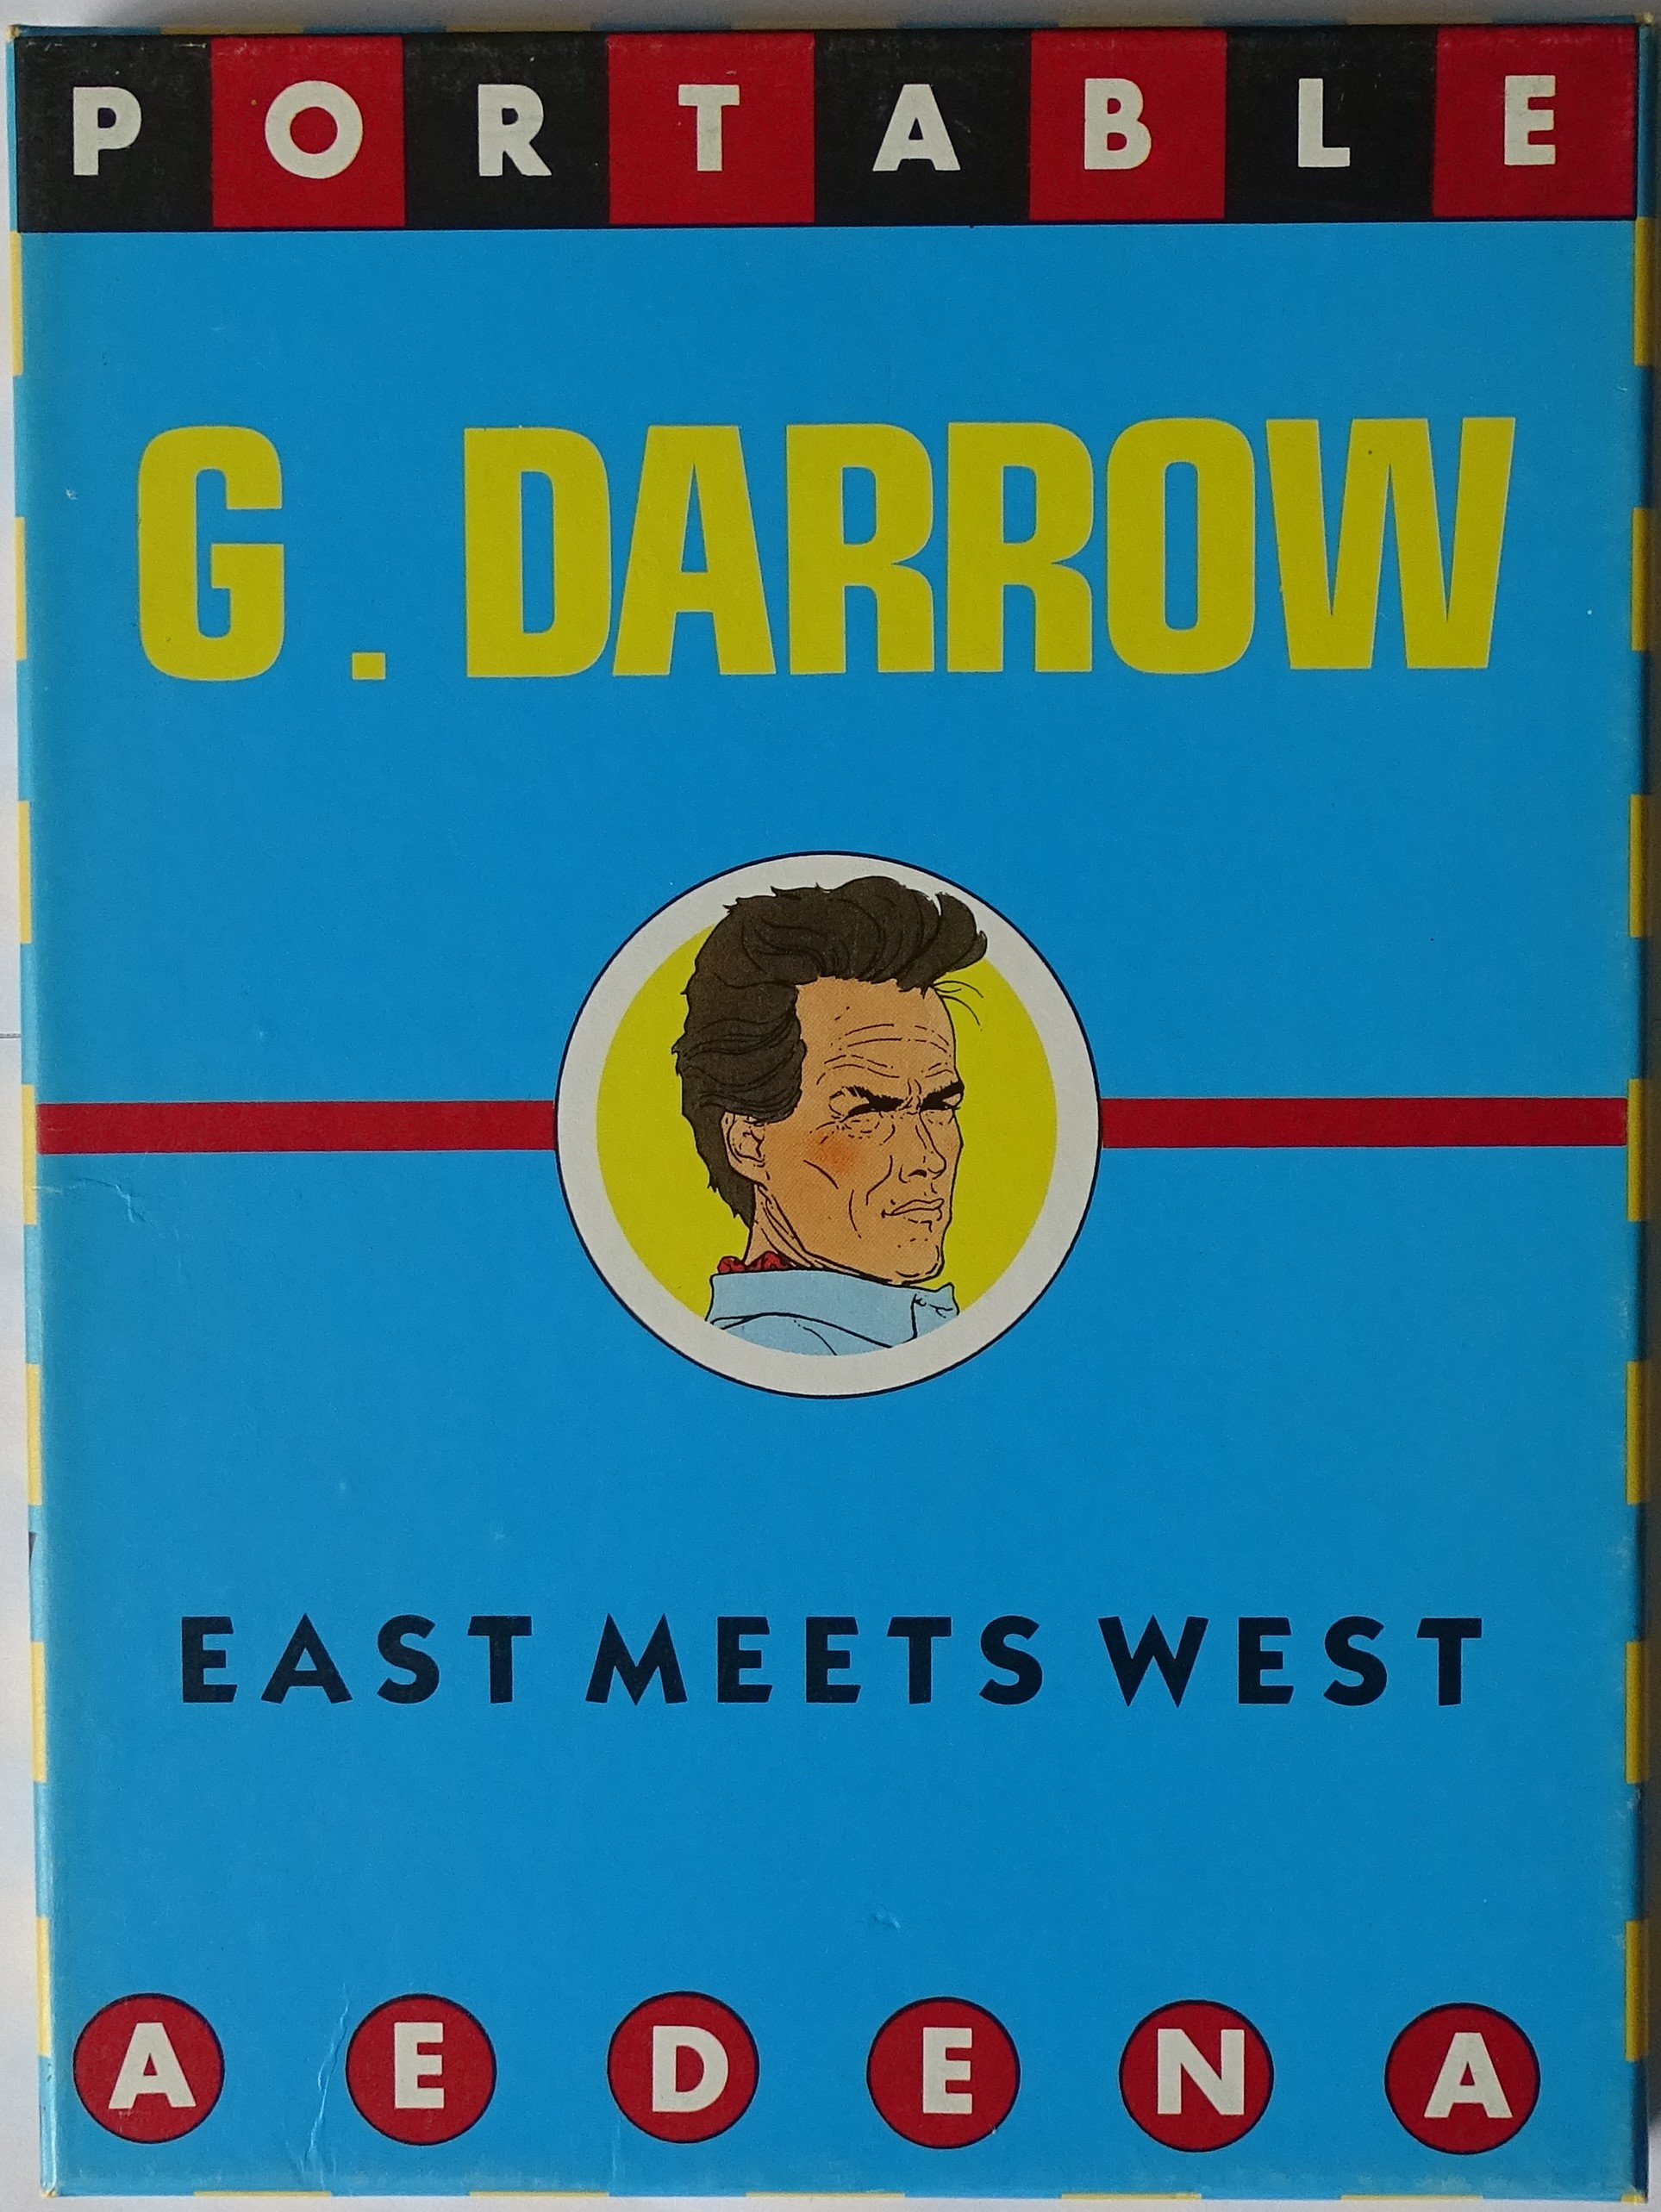 PORTABLE
G. DARROW
EAST MEETS WEST
AEDENA